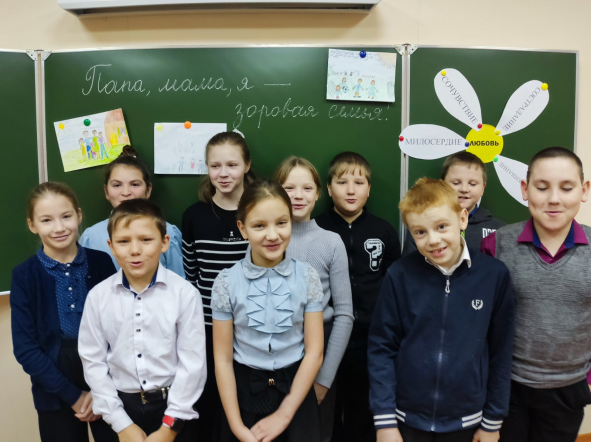 Папа, мама, я —
зоровая семья!
СОЧУВСТВИЕ
СОСТРАДАНИЕ
МИЛОСЕРДИЕ
ЛЮБОВЬ